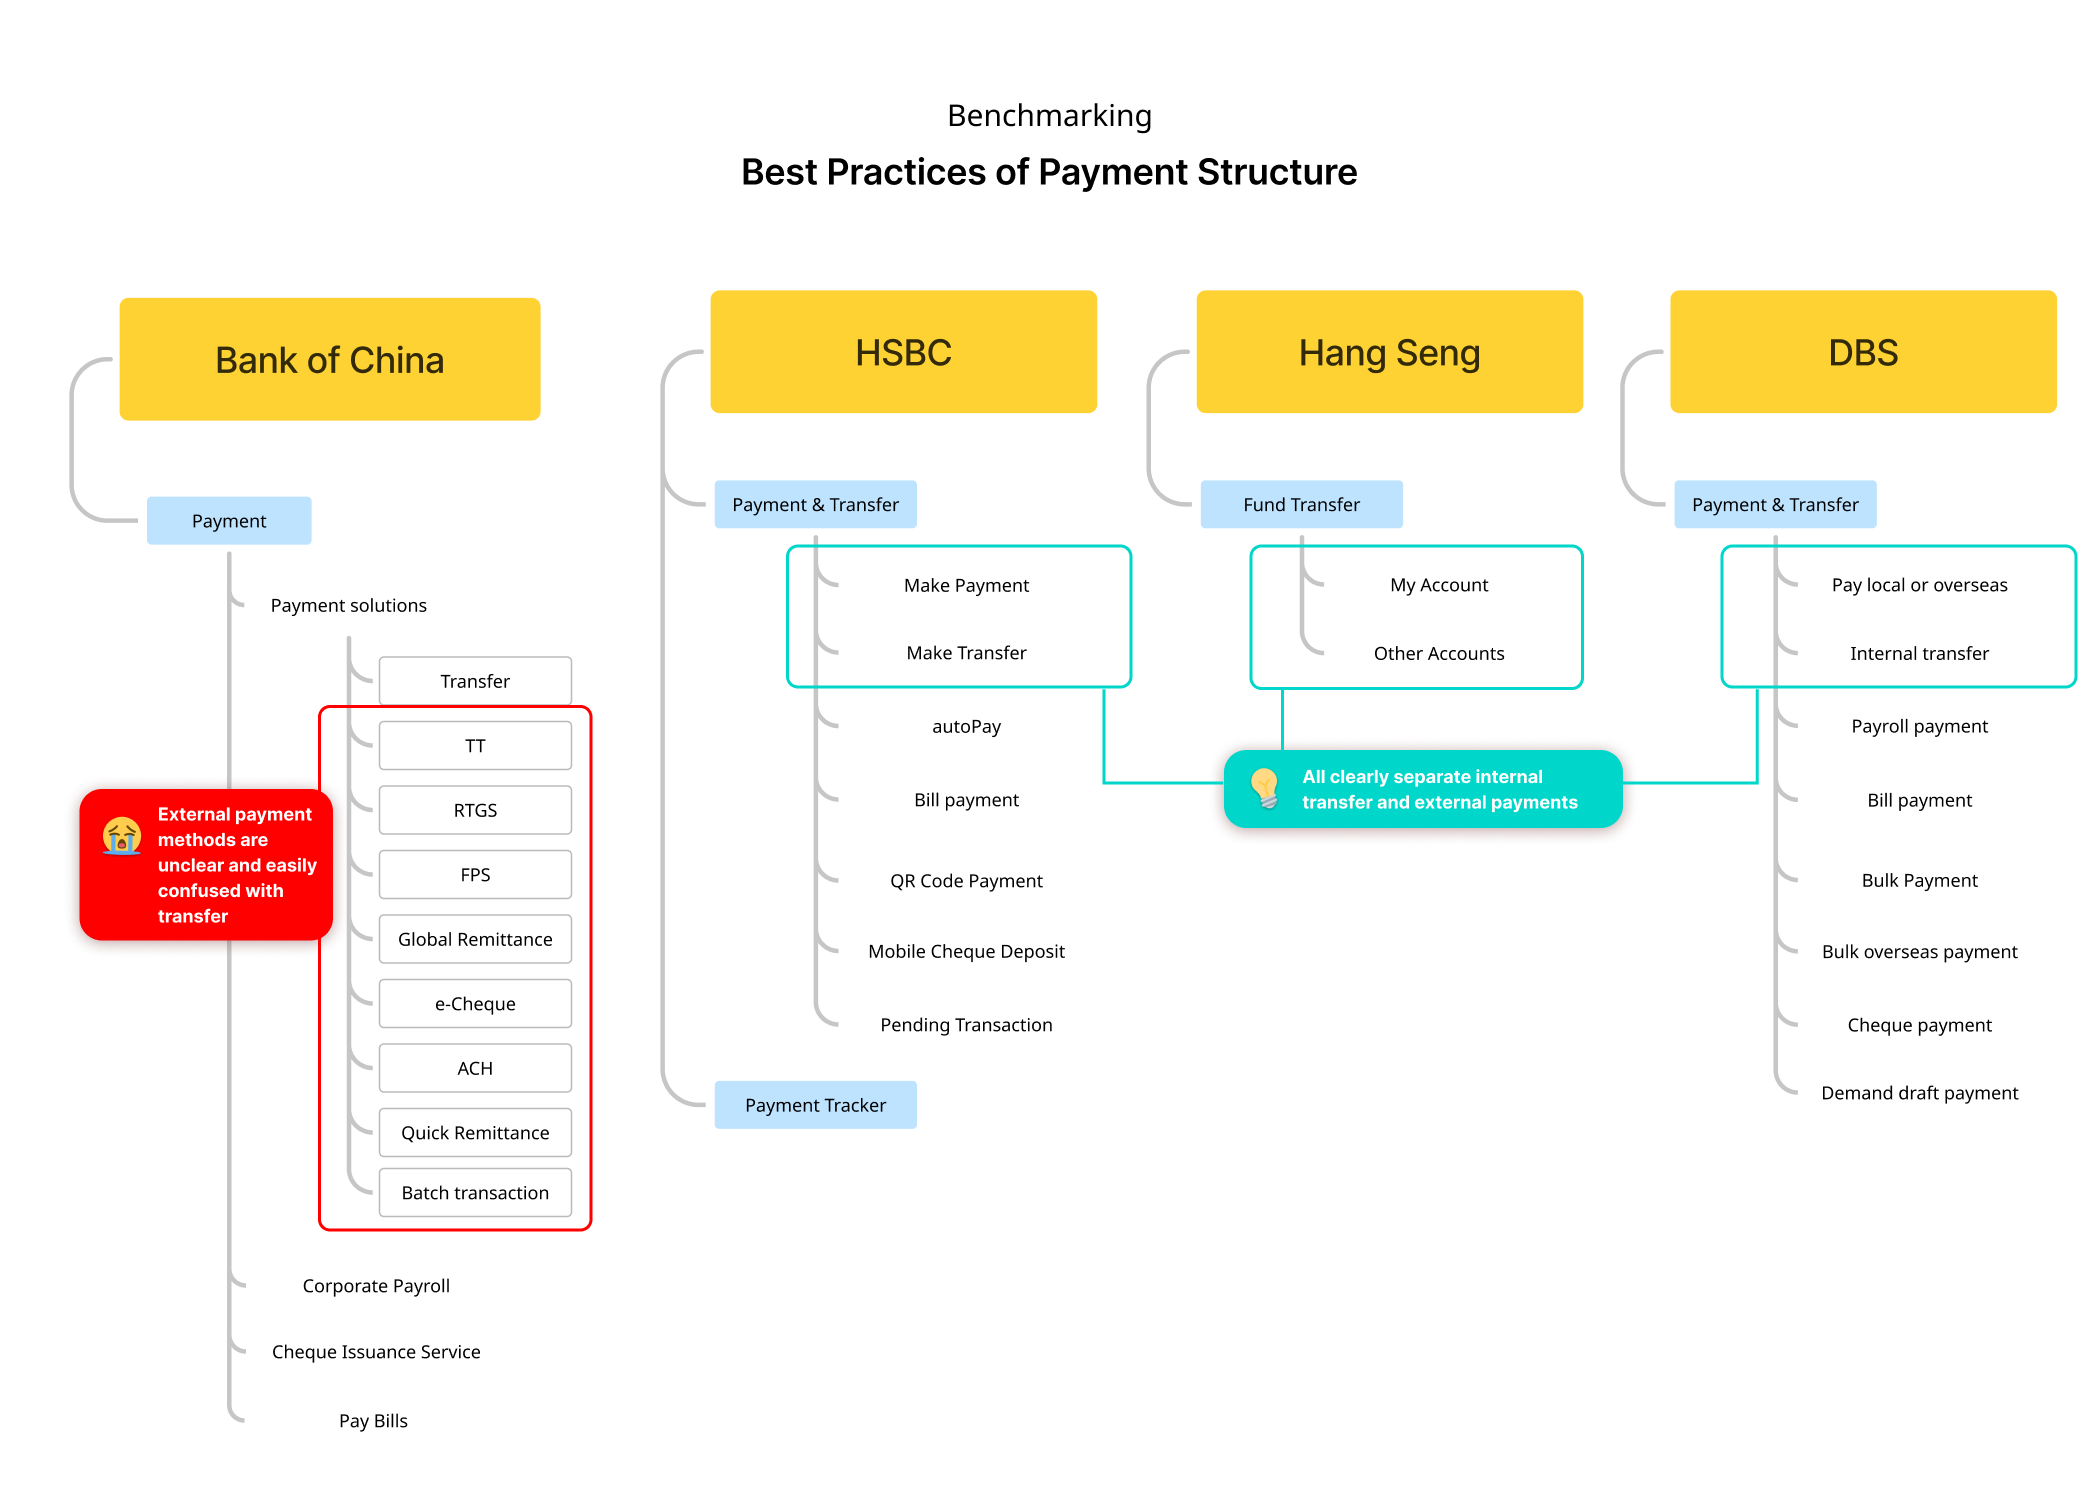 Benchmarking
Best Practices of Payment Structure
Bank of China
Payment
Payment solutions
Transfer
TT
RTGS
FPS
Global Remittance
e-Cheque
ACH
Quick Remittance
Batch transaction
External payment
methods are
unclear and easily
confused with
transfer
Corporate Payroll
Cheque Issuance Service
Pay Bills
HSBC
Payment & Transfer
Make Payment
Make Transfer
autoPay
Bill payment
QR Code Payment
Mobile Cheque Deposit
Pending Transaction
Payment Tracker
Hang Seng
Fund Transfer
My Account
Other Accounts
All clearly separate internal
transfer and external payments
DBS
Payment & Transfer
Pay local or overseas
Internal transfer
Payroll payment
Bill payment
Bulk Payment
Bulk overseas payment
Cheque payment
Demand draft payment